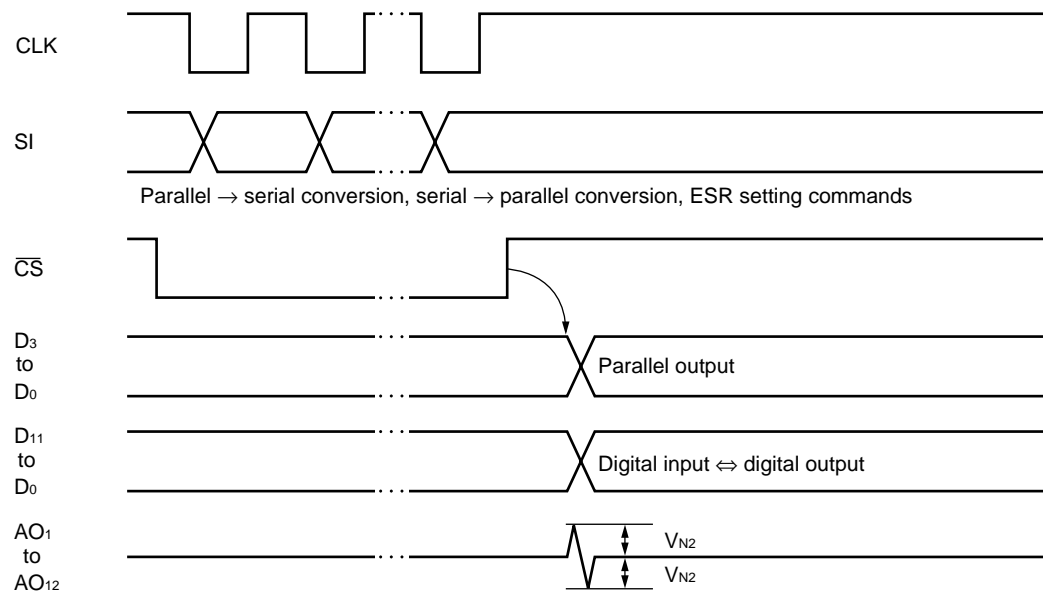 CLK
SI
Parallel → serial conversion, serial → parallel conversion, ESR setting commands
C̅S̅
D3
to
D0
Parallel output
D11
to
D0
Digital input ⇔ digital output
AO1
to
AO12
VN2
VN2